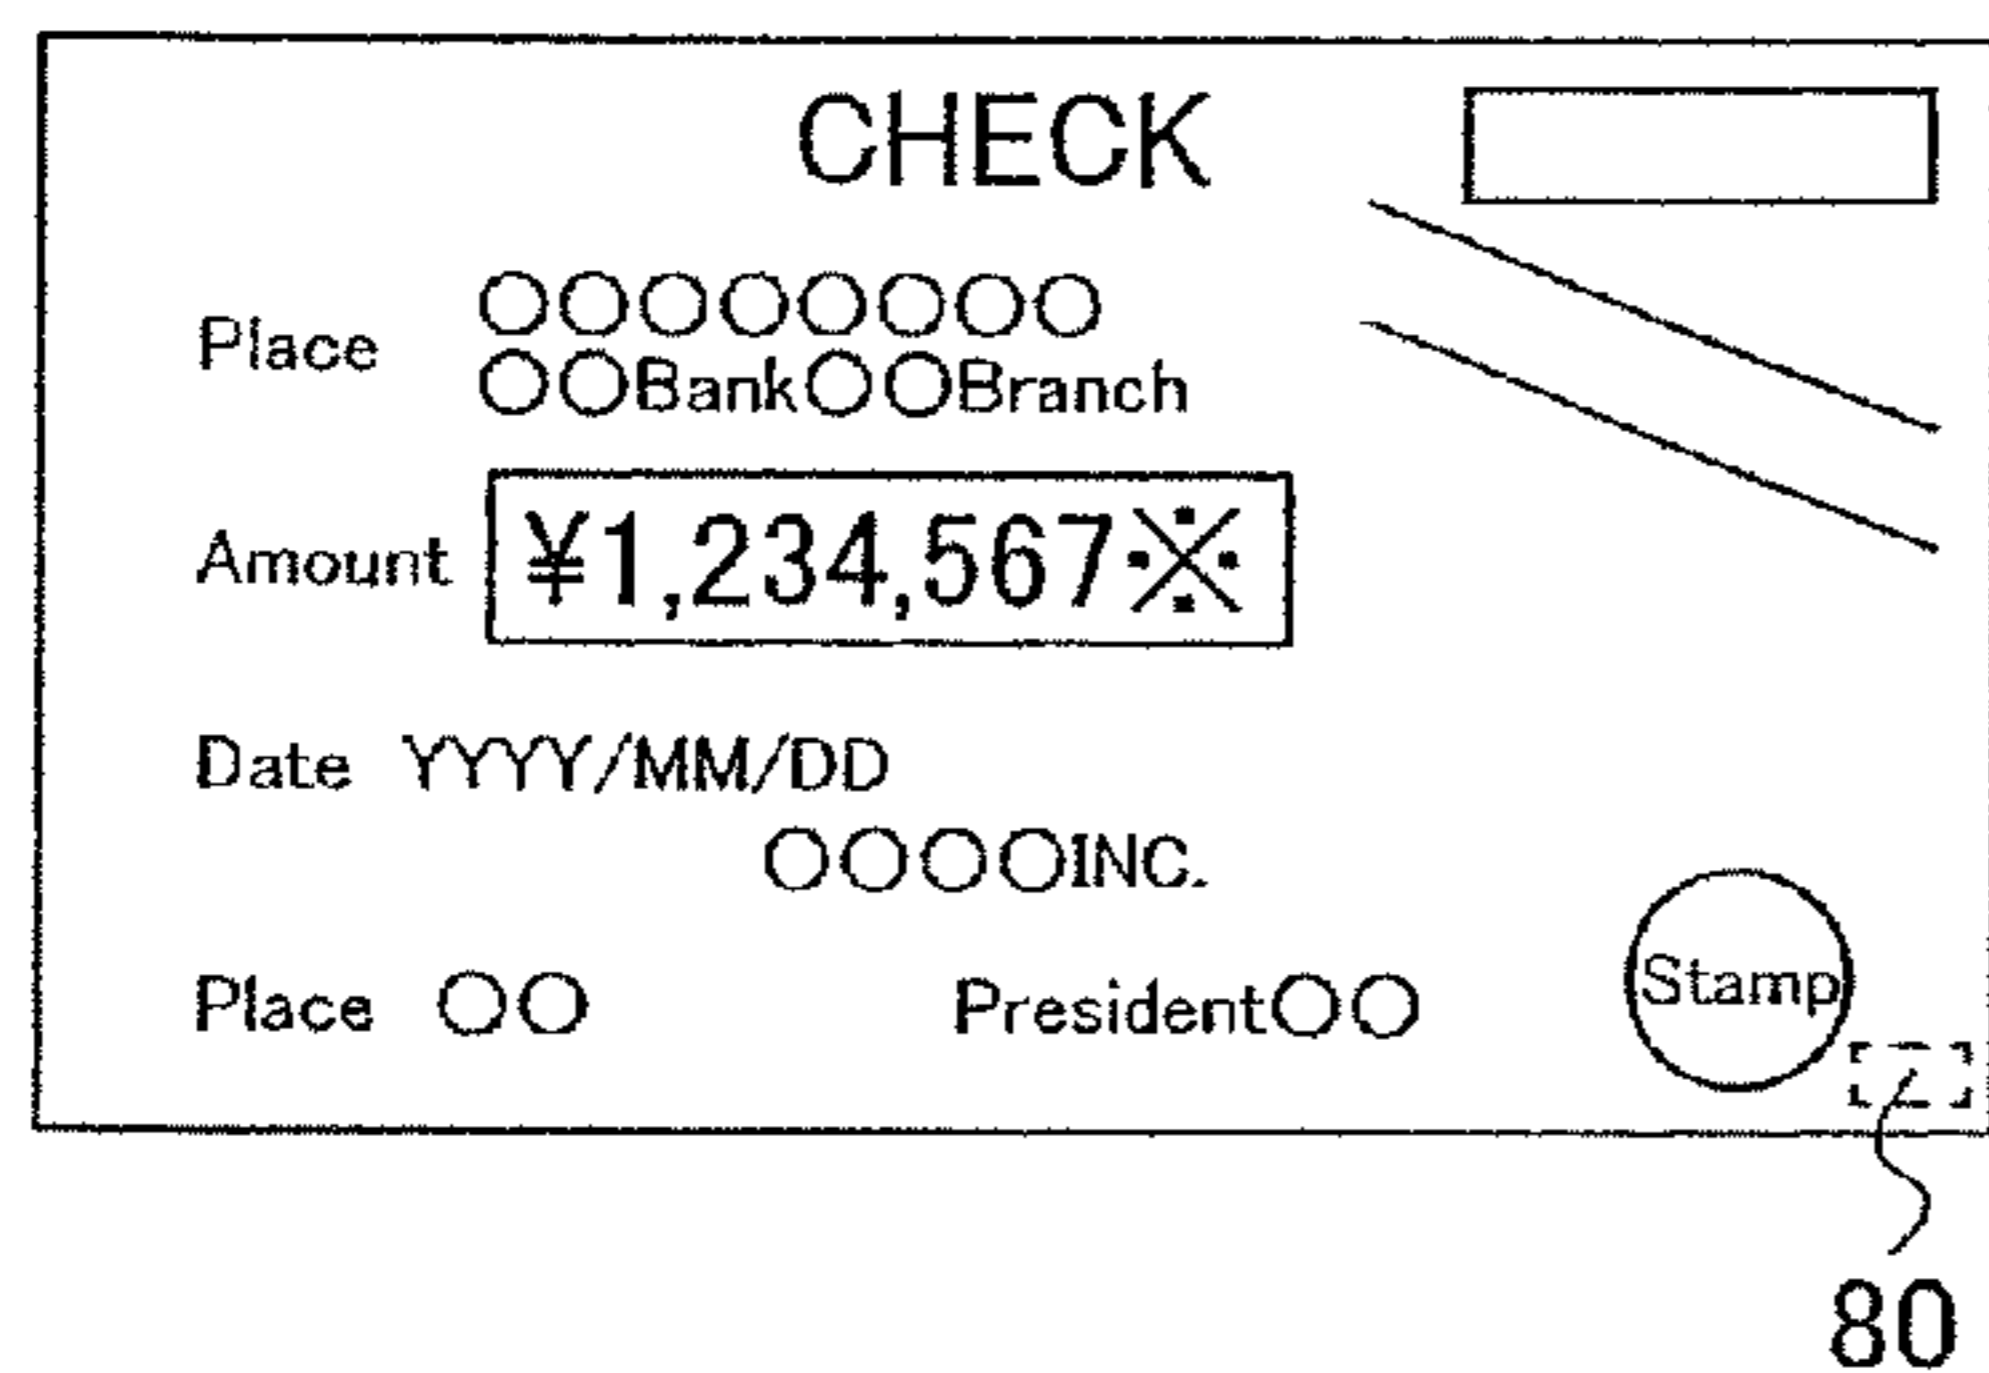 CHECK
Place ○○○○○○○○
○○Bank○○Branch
Amount ¥1,234,567※
Date YYYY/MM/DD
○○○○INC.
Place ○○ President○○ Stamp
80